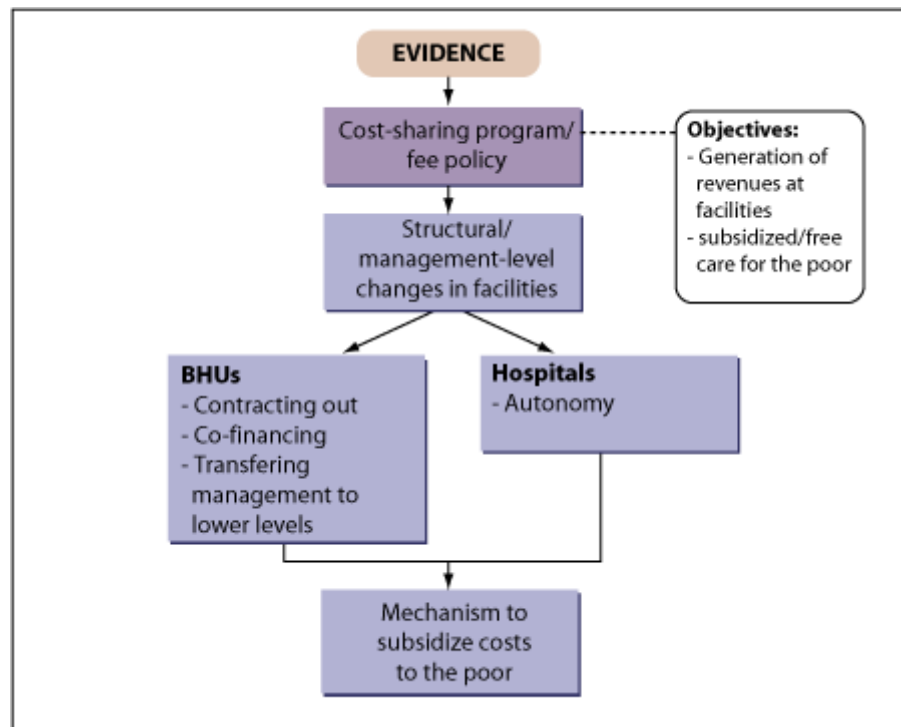 EVIDENCE
Cost-sharing program/
fee policy
Objectives:
- Generation of
revenues at
facilities
- subsidized/free
care for the poor
Structural/
management-level
changes in facilities
BHUs
- Contracting out
- Co-financing
- Transfering
management to
lower levels
Hospitals
- Autonomy
Mechanism to
subsidize costs
to the poor